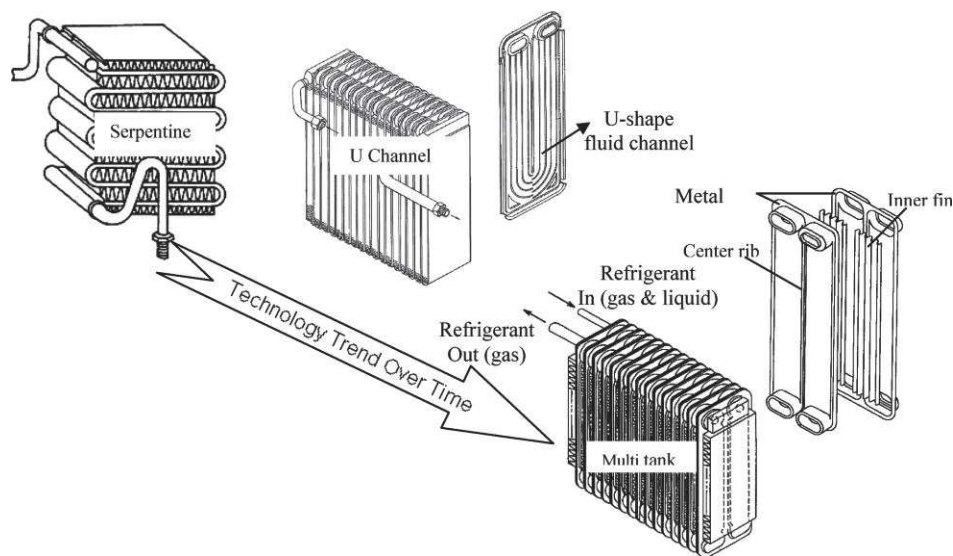 Serpentine
U Channel
U-shape
fluid channel
Metal
Inner fin
Center rib
Refrigerant
In (gas & liquid)
Refrigerant
Out (gas)
Technology Trend Over Time
Multi tank